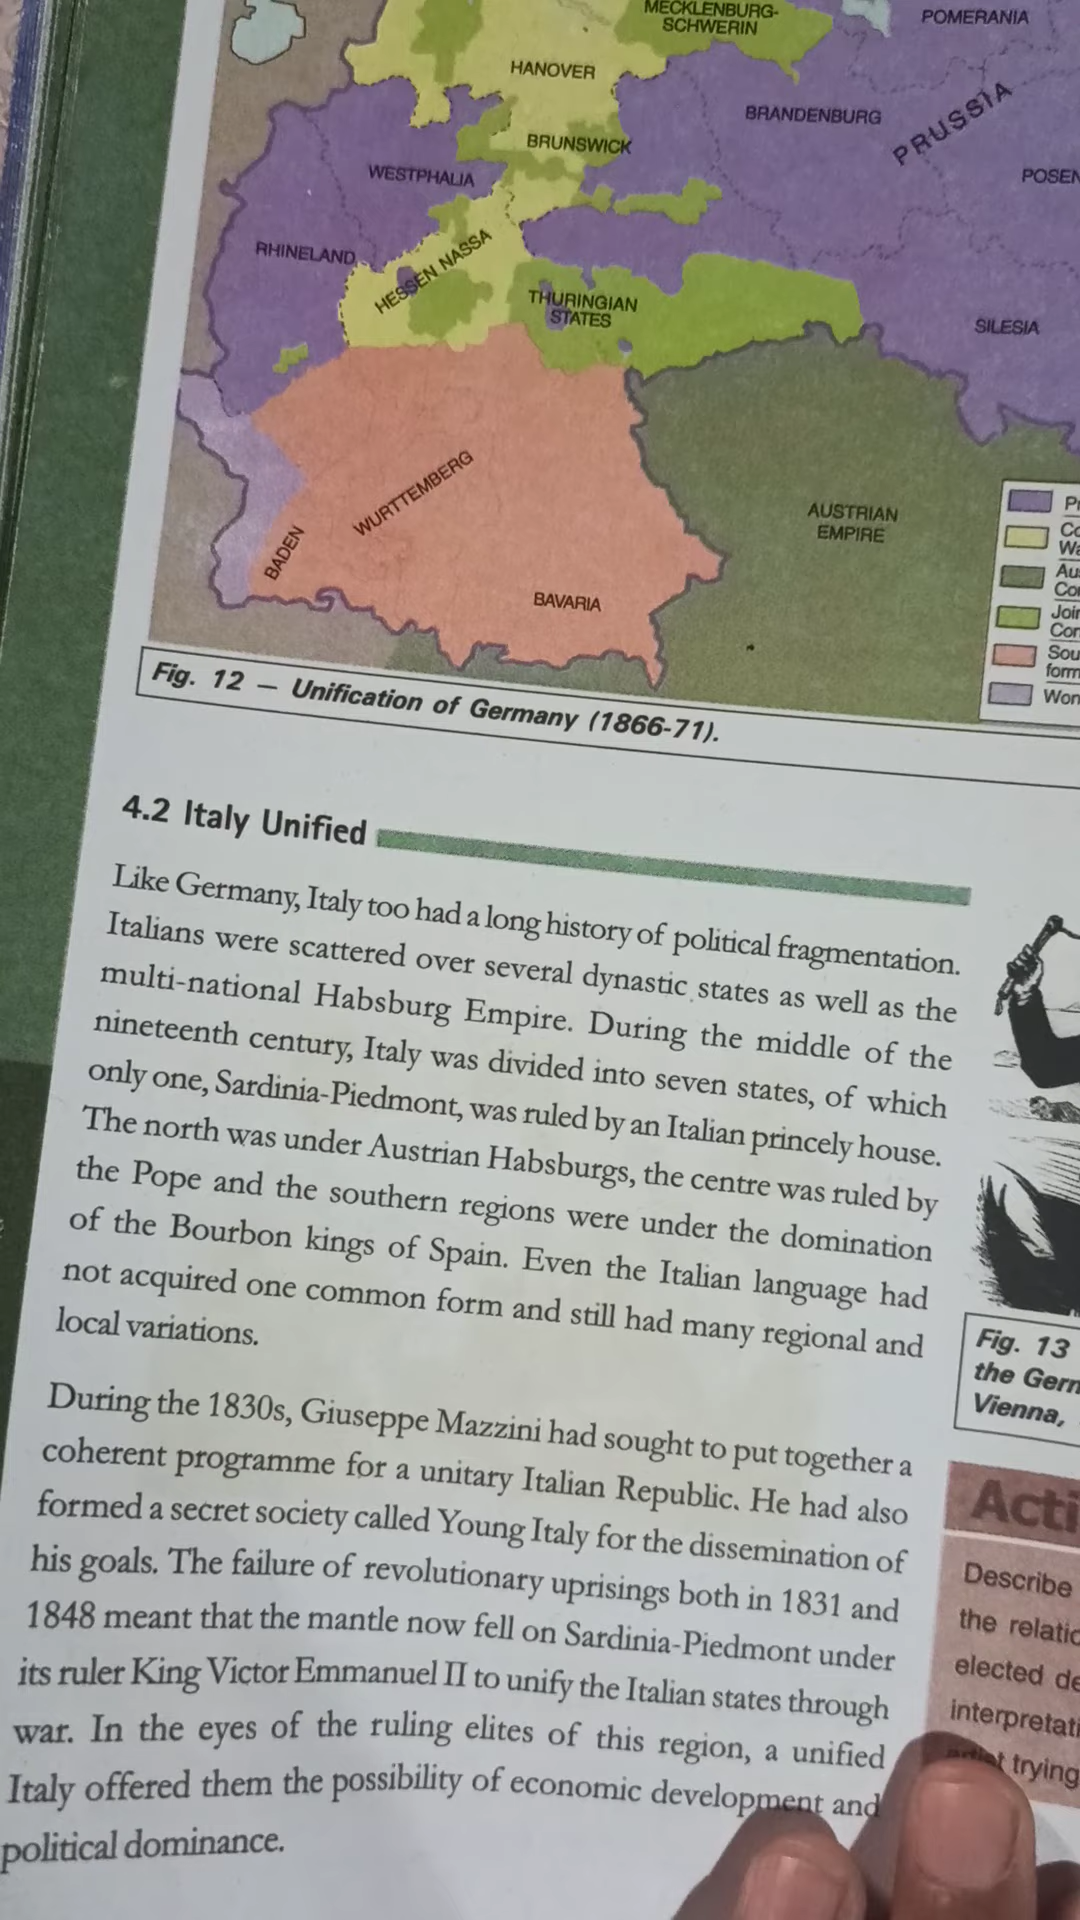 MECKLENBURG-
SCHWERIN
POMERANIA
HANOVER
BRANDENBURG
PRUSSIA
BRUNSWICK
WESTPHALIA
POSEN
RHINELAND
HESSEN NASSA
THURINGIAN
STATES
SILESIA
WURTTEMBERG
AUSTRIAN
EMPIRE
BADEN
BAVARIA
Fig. 12 — Unification of Germany (1866-71).
4.2 Italy Unified
Like Germany, Italy too had a long history of political fragmentation.
Italians were scattered over several dynastic states as well as the
multi-national Habsburg Empire. During the middle of the
nineteenth century, Italy was divided into seven states, of which
only one, Sardinia-Piedmont, was ruled by an Italian princely house.
The north was under Austrian Habsburgs, the centre was ruled by
the Pope and the southern regions were under the domination
of the Bourbon kings of Spain. Even the Italian language had
not acquired one common form and still had many regional and
local variations.
During the 1830s, Giuseppe Mazzini had sought to put together a
coherent programme for a unitary Italian Republic. He had also
formed a secret society called Young Italy for the dissemination of
his goals. The failure of revolutionary uprisings both in 1831 and
1848 meant that the mantle now fell on Sardinia-Piedmont under
its ruler King Victor Emmanuel II to unify the Italian states through
war. In the eyes of the ruling elites of this region, a unified
Italy offered them the possibility of economic development and
political dominance.
Fig. 13
the Germ
Vienna,
Acti
Describe
the relatio
elected de
interpretati
artist trying